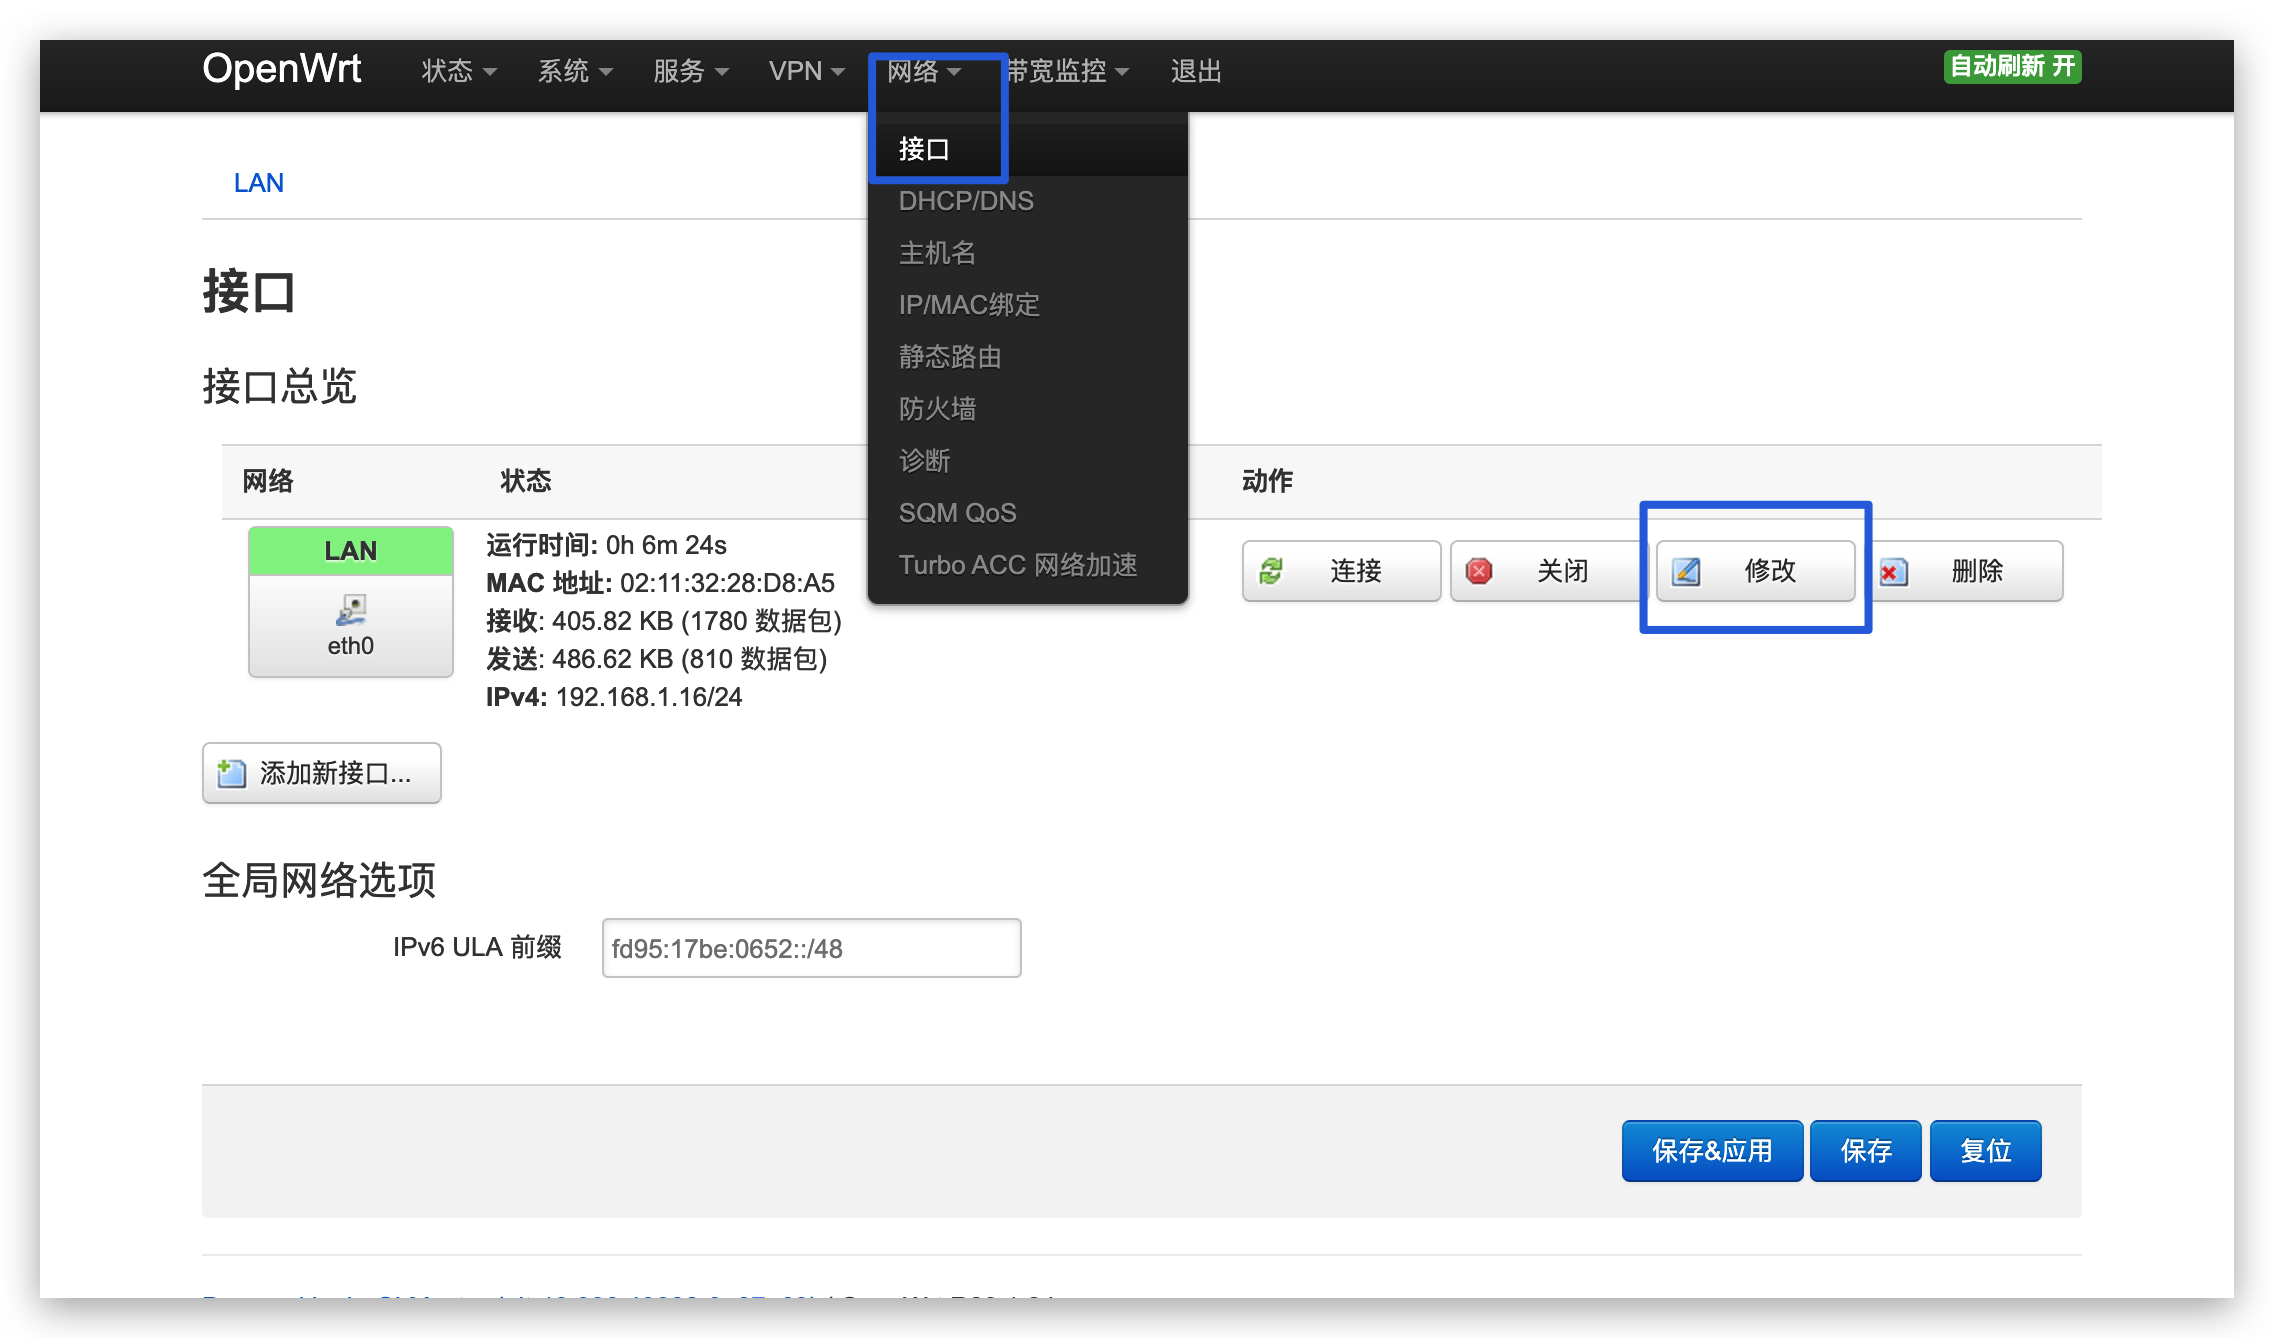 OpenWrt 状态 系统 服务 VPN 网络 带宽监控 退出 自动刷新 开
接口
DHCP/DNS
主机名
IP/MAC绑定
静态路由
防火墙
诊断
SQM QoS
Turbo ACC 网络加速
LAN
接口
接口总览
网络 状态 动作
LAN
eth0
运行时间: 0h 6m 24s
MAC 地址: 02:11:32:28:D8:A5
接收: 405.82 KB (1780 数据包)
发送: 486.62 KB (810 数据包)
IPv4: 192.168.1.16/24
连接 关闭 修改 删除
添加新接口...
全局网络选项
IPv6 ULA 前缀 fd95:17be:0652::/48
保存&应用 保存 复位